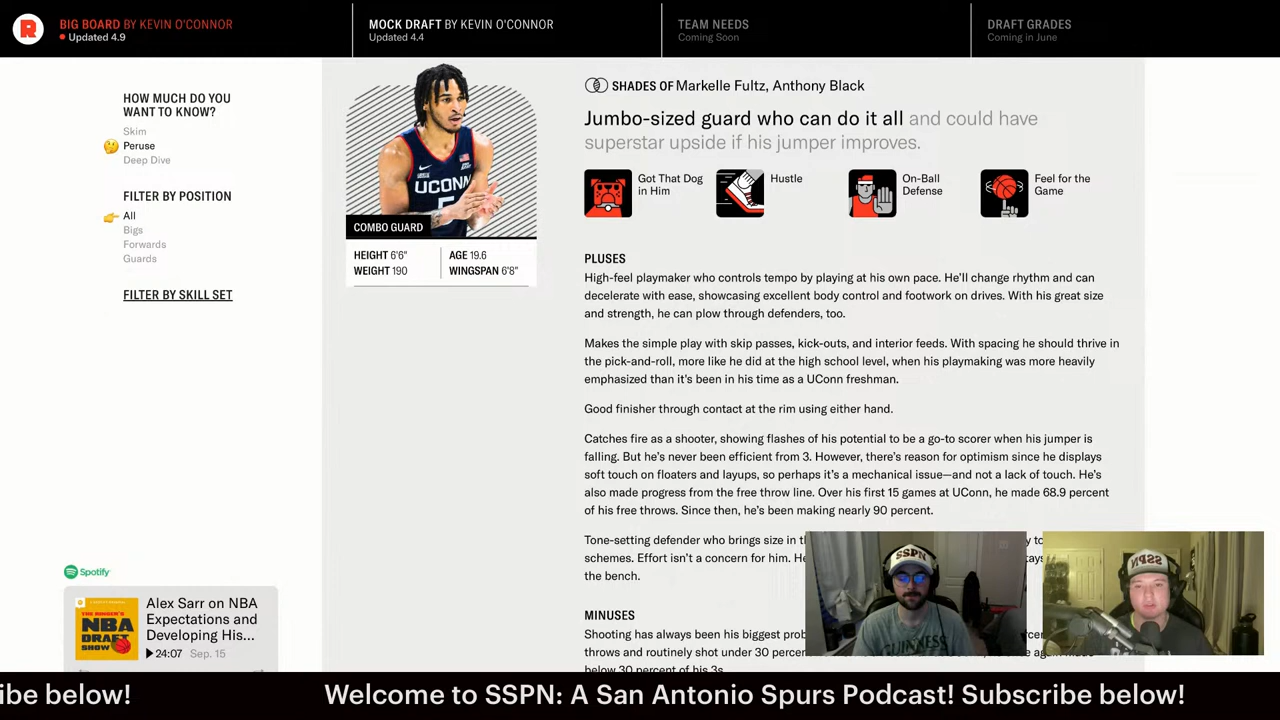 R
BIG BOARD BY KEVIN O'CONNOR
Updated 4.9
MOCK DRAFT BY KEVIN O'CONNOR
Updated 4.4
TEAM NEEDS
Coming Soon
DRAFT GRADES
Coming in June
HOW MUCH DO YOU
WANT TO KNOW?
Skim
Peruse
Deep Dive
FILTER BY POSITION
All
Bigs
Forwards
Guards
FILTER BY SKILL SET
UCONN
COMBO GUARD
HEIGHT 6'6"
AGE 19.6
WEIGHT 190
WINGSPAN 6'8"
SHADES OF Markelle Fultz, Anthony Black
Jumbo-sized guard who can do it all and could have
superstar upside if his jumper improves.
Got That Dog
in Him
Hustle
On-Ball
Defense
Feel for the
Game
PLUSES
High-feel playmaker who controls tempo by playing at his own pace. He'll change rhythm and can
decelerate with ease, showcasing excellent body control and footwork on drives. With his great size
and strength, he can plow through defenders, too.
Makes the simple play with skip passes, kick-outs, and interior feeds. With spacing he should thrive in
the pick-and-roll, more like he did at the high school level, when his playmaking was more heavily
emphasized than it's been in his time as a UConn freshman.
Good finisher through contact at the rim using either hand.
Catches fire as a shooter, showing flashes of his potential to be a go-to scorer when his jumper is
falling. But he's never been efficient from 3. However, there's reason for optimism since he displays
soft touch on floaters and layups, so perhaps it's a mechanical issue—and not a lack of touch. He's
also made progress from the free throw line. Over his first 15 games at UConn, he made 68.9 percent
of his free throws. Since then, he's been making nearly 90 percent.
Tone-setting defender who brings size in
schemes. Effort isn't a concern for him.
the bench.
MINUSES
Shooting has always been his biggest
throws and routinely shot under 30
below 30 percent of his 3s.
Spotify
THE RINGER'S
NBA
DRAFT
SHOW
Alex Sarr on NBA
Expectations and
Developing His...
24:07 Sep. 15
SSPN
GUINNESS
SSPN
ibe below!
Welcome to SSPN: A San Antonio Spurs Podcast! Subscribe below!